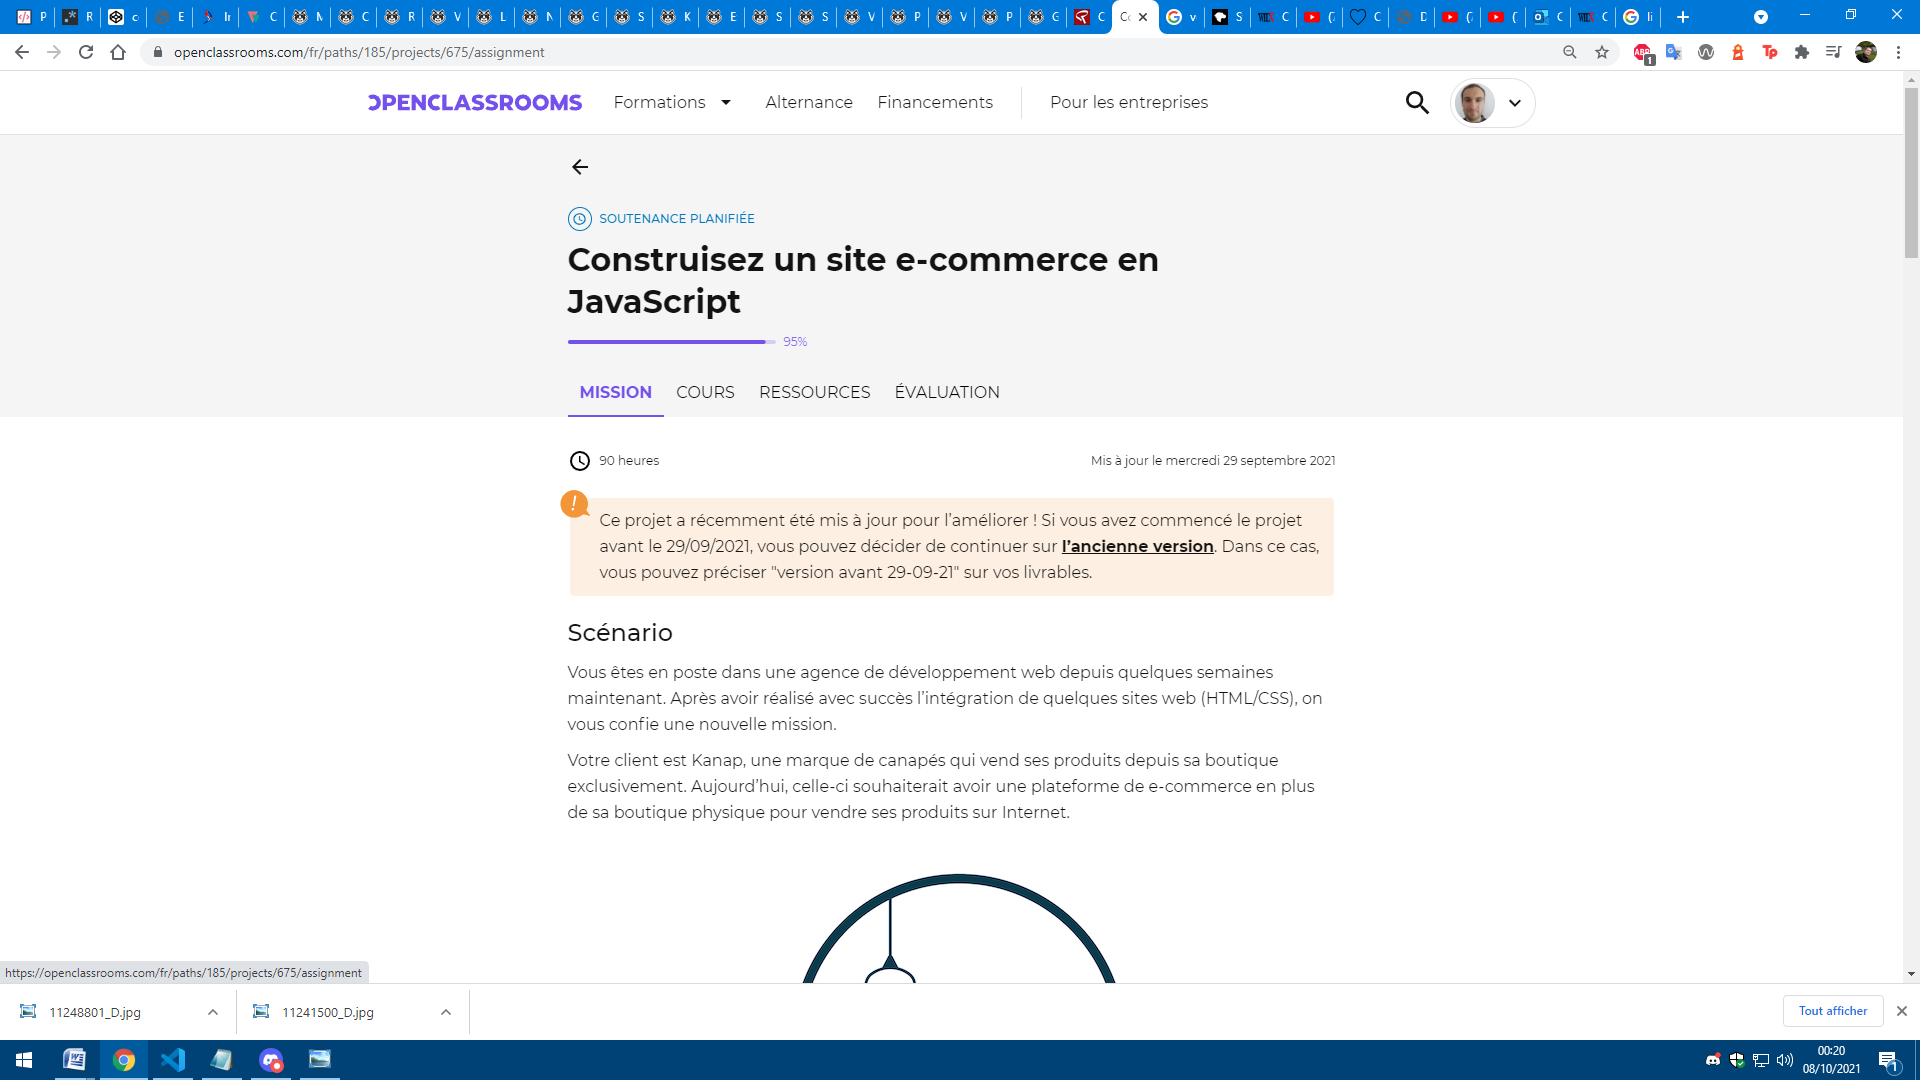 openclassrooms.com/fr/paths/185/projects/675/assignment
OPENCLASSROOMS
Formations
Alternance
Financements
Pour les entreprises
SOUTENANCE PLANIFIÉE
Construisez un site e-commerce en
JavaScript
95%
MISSION
COURS
RESSOURCES
ÉVALUATION
90 heures
Mis à jour le mercredi 29 septembre 2021
Ce projet a récemment été mis à jour pour l’améliorer ! Si vous avez commencé le projet
avant le 29/09/2021, vous pouvez décider de continuer sur l’ancienne version. Dans ce cas,
vous pouvez préciser "version avant 29-09-21" sur vos livrables.
Scénario
Vous êtes en poste dans une agence de développement web depuis quelques semaines
maintenant. Après avoir réalisé avec succès l’intégration de quelques sites web (HTML/CSS), on
vous confie une nouvelle mission.
Votre client est Kanap, une marque de canapés qui vend ses produits depuis sa boutique
exclusivement. Aujourd’hui, celle-ci souhaiterait avoir une plateforme de e-commerce en plus
de sa boutique physique pour vendre ses produits sur Internet.
https://openclassrooms.com/fr/paths/185/projects/675/assignment
11248801_D.jpg
11241500_D.jpg
Tout afficher
00:20
08/10/2021